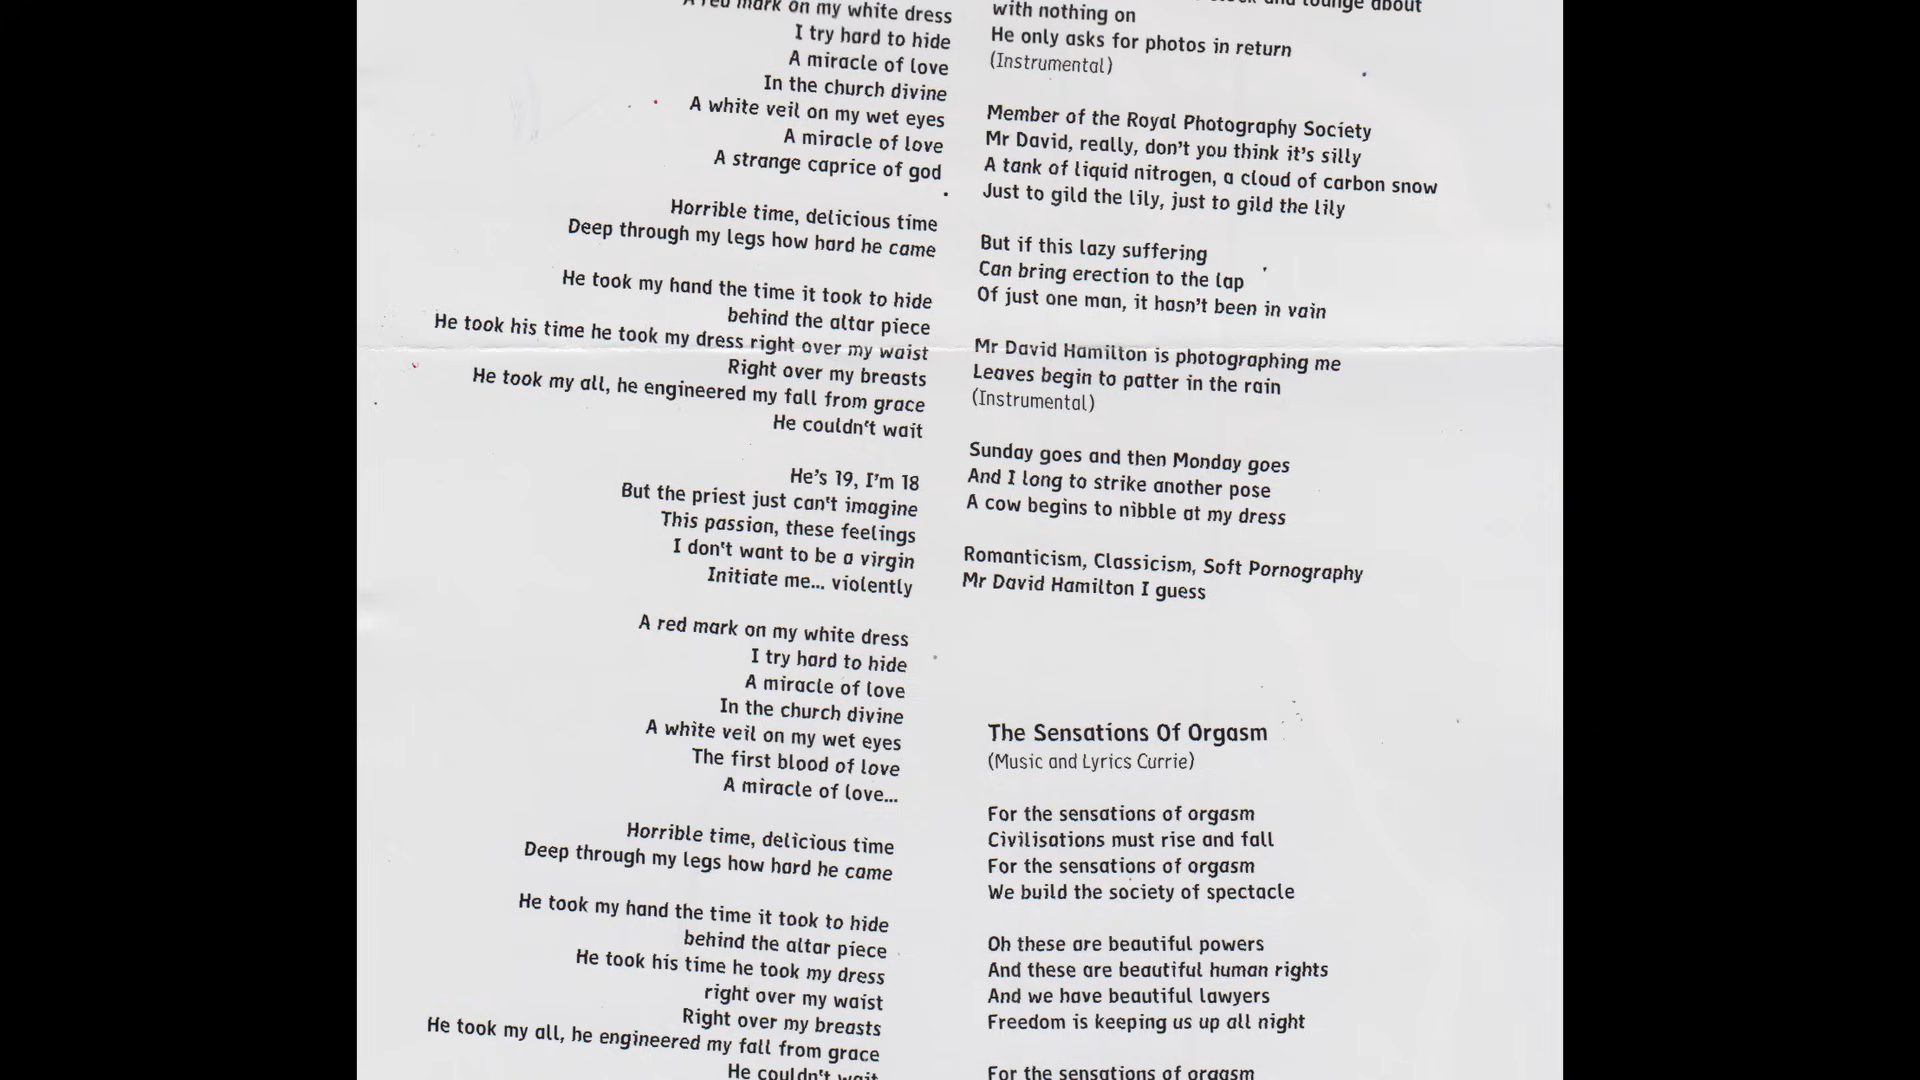 A red mark on my white dress
I try hard to hide
A miracle of love
In the church divine
A white veil on my wet eyes
A miracle of love
A strange caprice of god
Horrible time, delicious time
Deep through my legs how hard he came
He took my hand the time it took to hide
behind the altar piece
He took his time he took my dress right over my waist
Right over my breasts
He took my all, he engineered my fall from grace
He couldn't wait
He's 19, I'm 18
But the priest just can't imagine
This passion, these feelings
I don't want to be a virgin
Initiate me... violently
A red mark on my white dress
I try hard to hide
A miracle of love
In the church divine
A white veil on my wet eyes
The first blood of love
A miracle of love...
Horrible time, delicious time
Deep through my legs how hard he came
He took my hand the time it took to hide
behind the altar piece
He took his time he took my dress
right over my waist
Right over my breasts
He took my all, he engineered my fall from grace
He couldn't wait
and lounge about
with nothing on
He only asks for photos in return
(Instrumental)
Member of the Royal Photography Society
Mr David, really, don't you think it's silly
A tank of liquid nitrogen, a cloud of carbon snow
Just to gild the lily, just to gild the lily
But if this lazy suffering
Can bring erection to the lap
Of just one man, it hasn't been in vain
Mr David Hamilton is photographing me
Leaves begin to patter in the rain
(Instrumental)
Sunday goes and then Monday goes
And I long to strike another pose
A cow begins to nibble at my dress
Romanticism, Classicism, Soft Pornography
Mr David Hamilton I guess
The Sensations Of Orgasm
(Music and Lyrics Currie)
For the sensations of orgasm
Civilisations must rise and fall
For the sensations of orgasm
We build the society of spectacle
Oh these are beautiful powers
And these are beautiful human rights
And we have beautiful lawyers
Freedom is keeping us up all night
For the sensations of orgasm